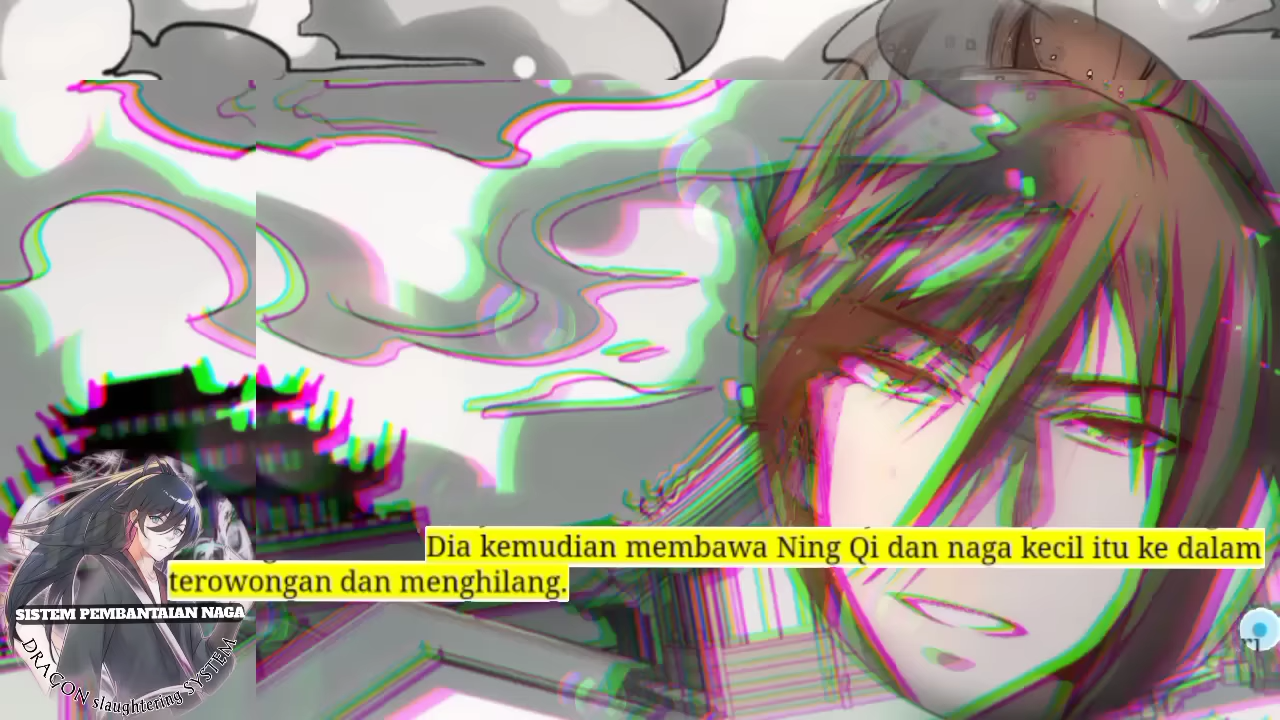 Dia kemudian membawa Ning Qi dan naga kecil itu ke dalam
terowongan dan menghilang.
SISTEM PEMBANTAIAN NAGA
DRAGON slaughtering SYSTEM